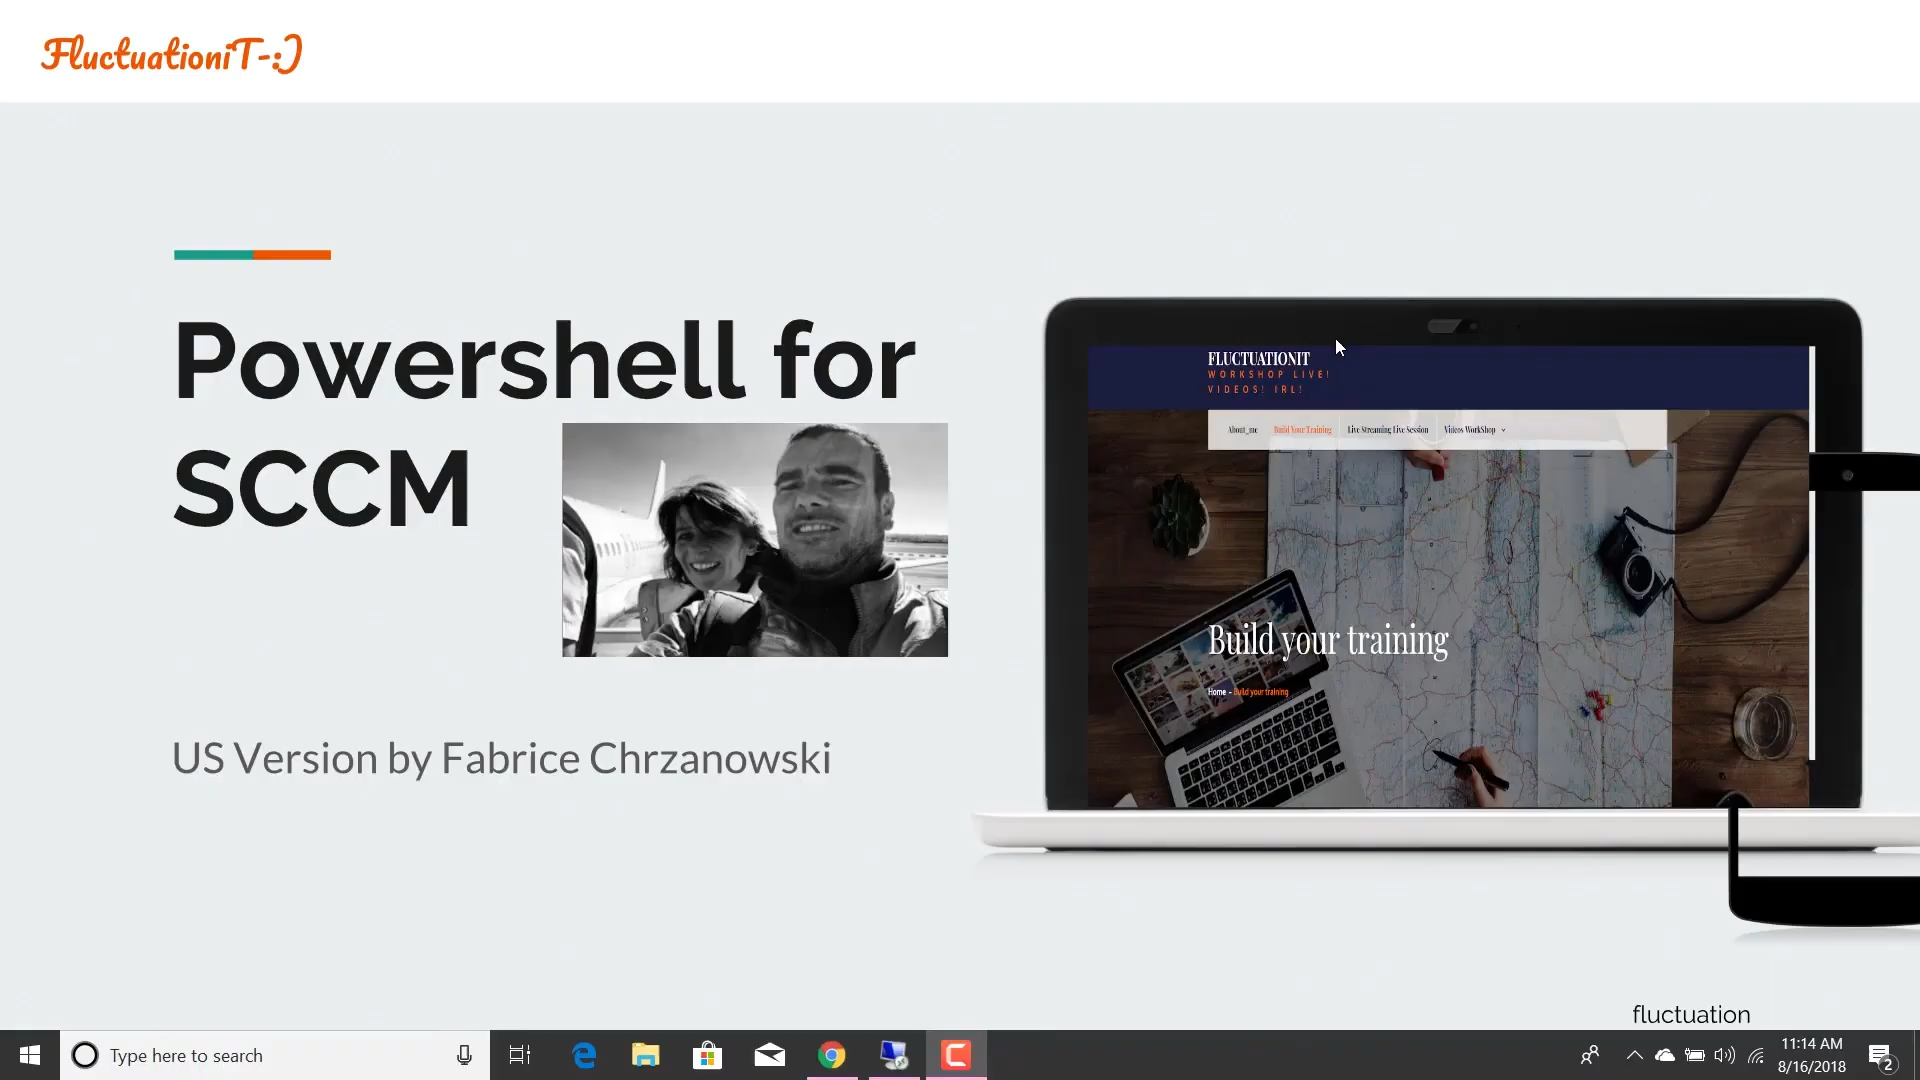 FluctuationiT-:)
Powershell for
SCCM
US Version by Fabrice Chrzanowski
FLUCTUATIONIT
WORKSHOP LIVE!
VIDEOS! IRL!
About_me Build Your Training Live Streaming Live Session Videos WorkShop
Build your training
Home - Build your training
fluctuation
Type here to search
11:14 AM
8/16/2018
2